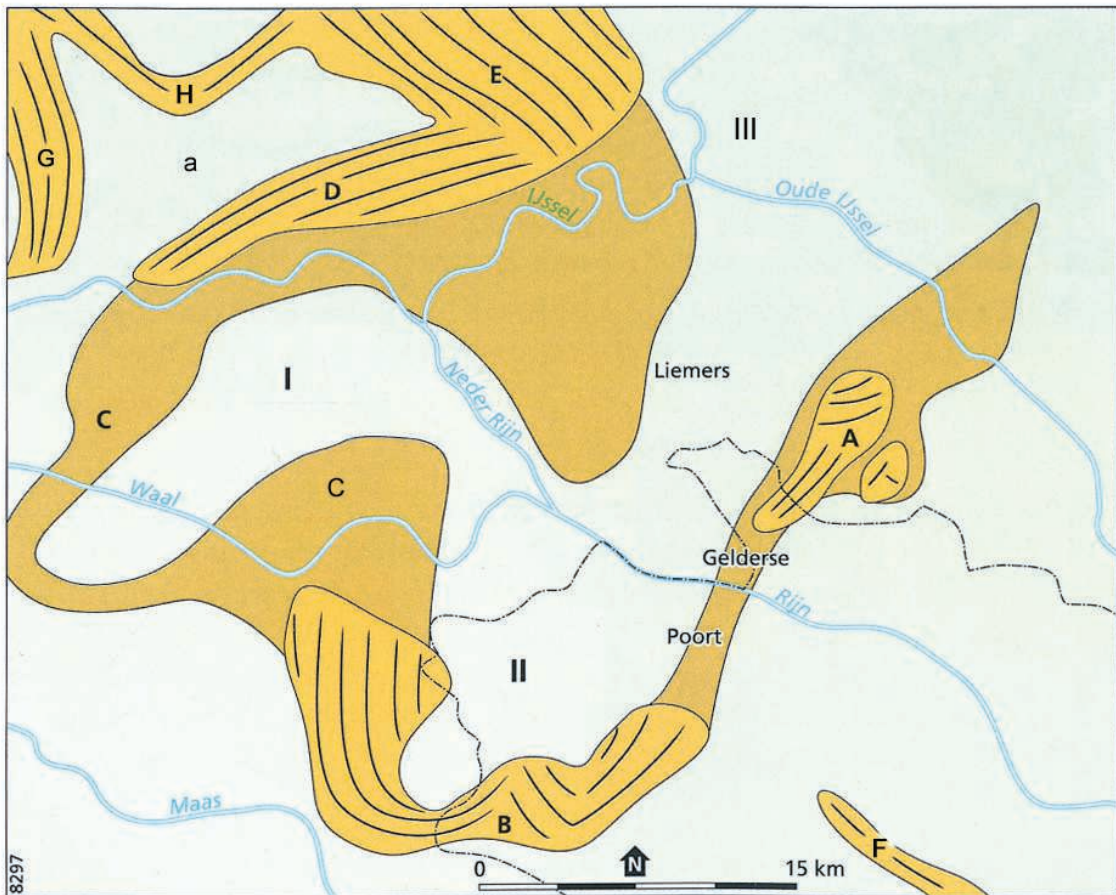 E
H
III
G
a
D
IJssel
Oude IJssel
I
Liemers
Neder Rijn
C
A
C
Waal
Gelderse
Rijn
Poort
II
Maas
B
F
8297
0 N 15 km